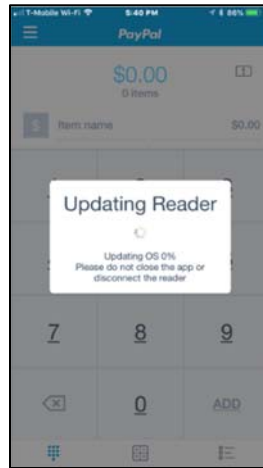 T-Mobile Wi-Fi 5:40 PM 86%
PayPal
$0.00
0 items
$ Item name $0.00
Updating Reader
Updating OS 0%
Please do not close the app or
disconnect the reader
7 8 9
0 ADD